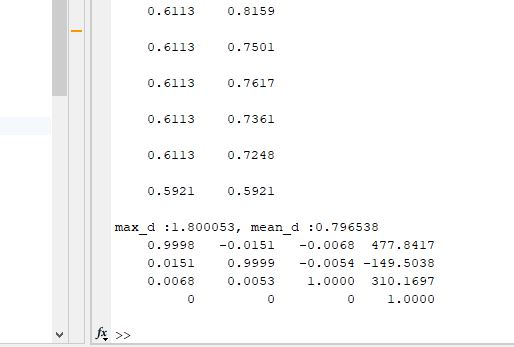 0.6113 0.8159
0.6113 0.7501
0.6113 0.7617
0.6113 0.7361
0.6113 0.7248
0.5921 0.5921
max_d :1.800053, mean_d :0.796538
0.9998 -0.0151 -0.0068 477.8417
0.0151 0.9999 -0.0054 -149.5038
0.0068 0.0053 1.0000 310.1697
0 0 0 1.0000
fx >>